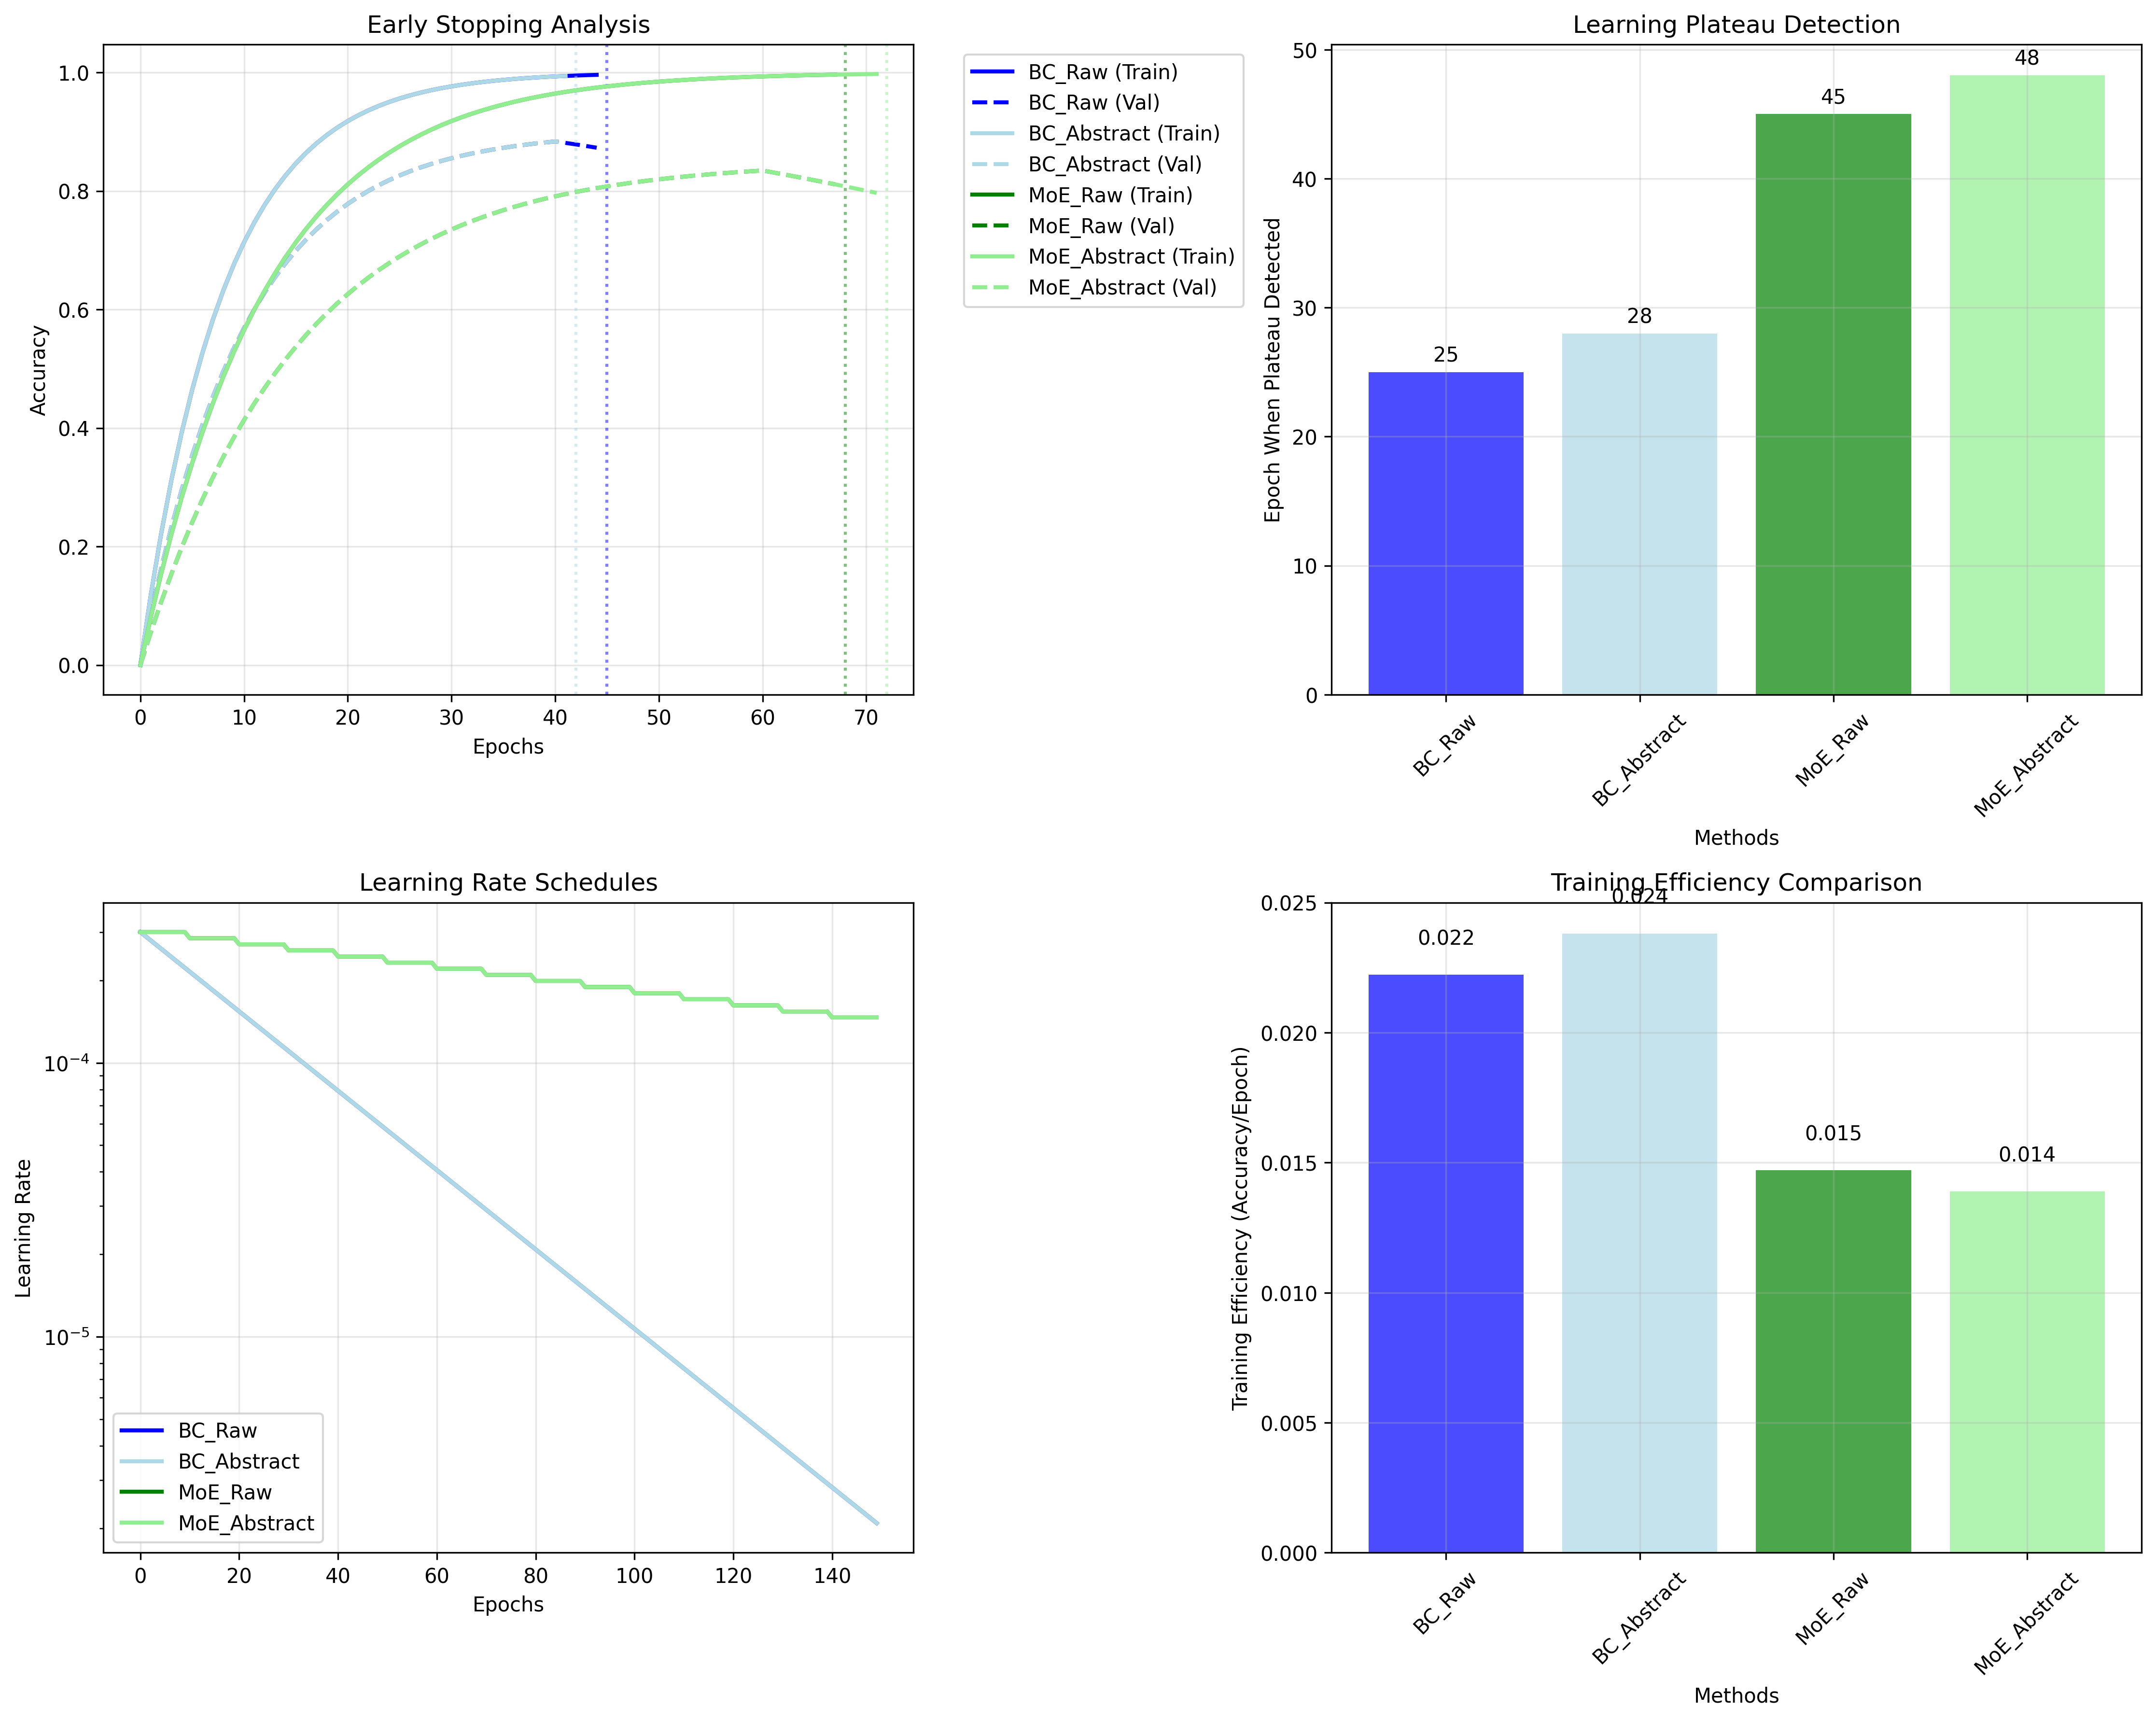 Early Stopping Analysis
Accuracy
1.0
0.8
0.6
0.4
0.2
0.0
0 10 20 30 40 50 60 70
Epochs
BC_Raw (Train)
BC_Raw (Val)
BC_Abstract (Train)
BC_Abstract (Val)
MoE_Raw (Train)
MoE_Raw (Val)
MoE_Abstract (Train)
MoE_Abstract (Val)
Learning Plateau Detection
Epoch When Plateau Detected
50
40
30
20
10
0
25
28
45
48
BC_Raw
BC_Abstract
MoE_Raw
MoE_Abstract
Methods
Learning Rate Schedules
Learning Rate
10⁻⁴
10⁻⁵
BC_Raw
BC_Abstract
MoE_Raw
MoE_Abstract
0 20 40 60 80 100 120 140
Epochs
Training Efficiency Comparison
Training Efficiency (Accuracy/Epoch)
0.025
0.020
0.015
0.010
0.005
0.000
0.022
0.024
0.015
0.014
BC_Raw
BC_Abstract
MoE_Raw
MoE_Abstract
Methods